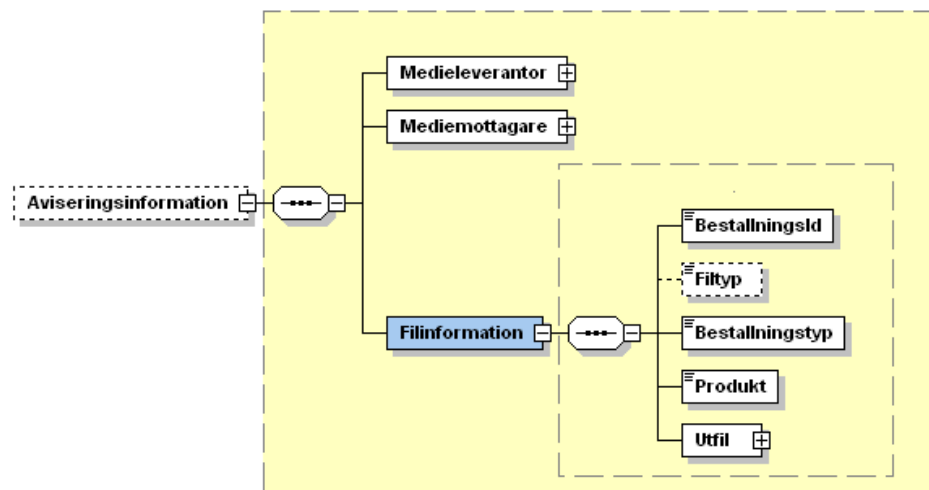 Medieleverantor
Mediemottagare
Aviseringsinformation
Filinformation
BestallningsId
Filtyp
Bestallningstyp
Produkt
Utfil